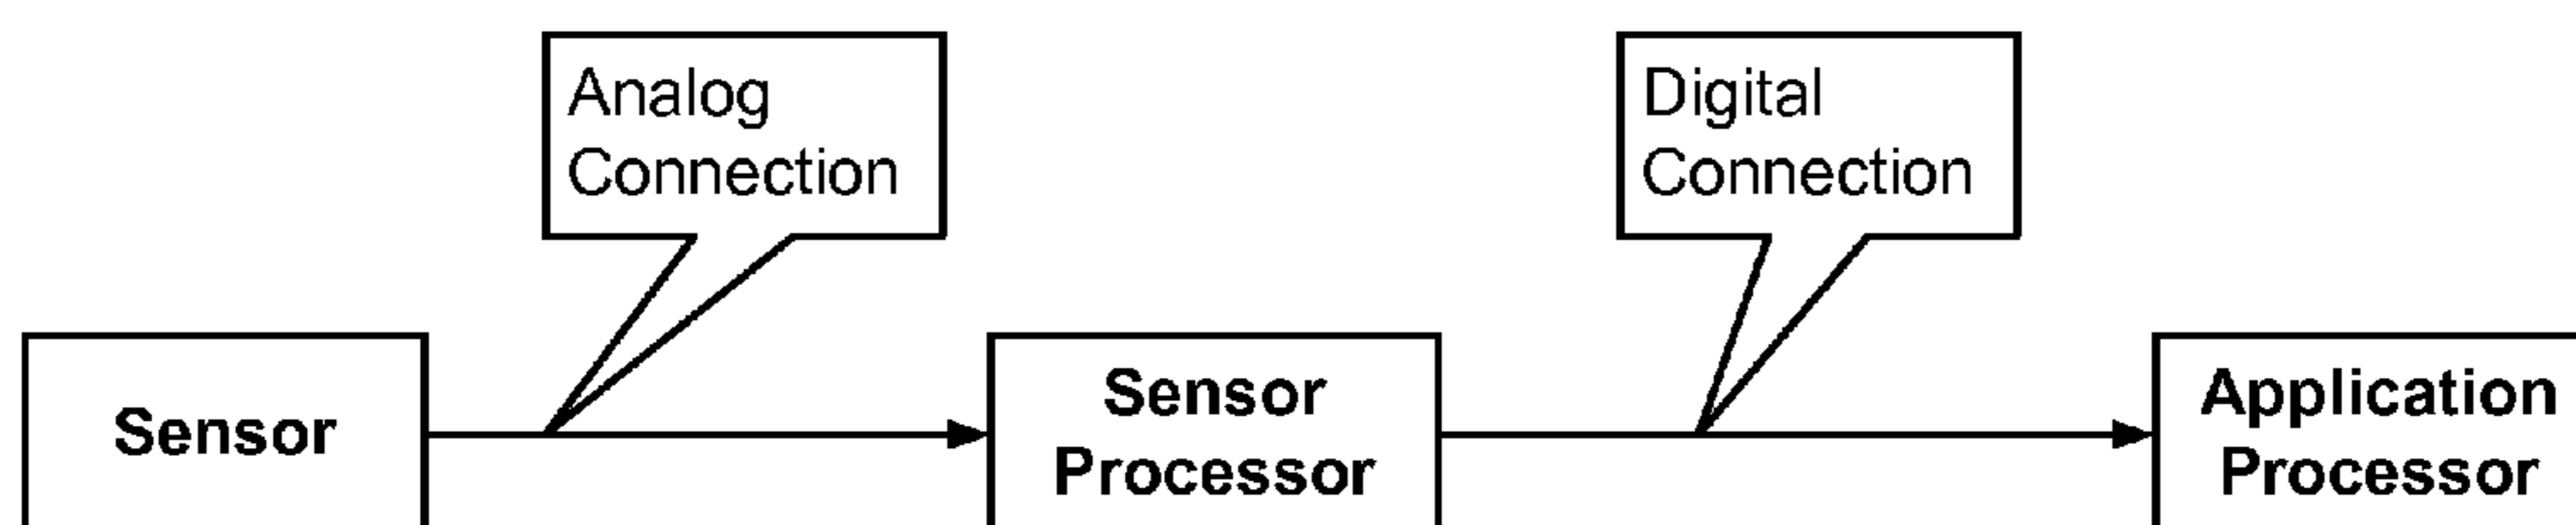 Analog
Connection
Digital
Connection
Sensor
Sensor
Processor
Application
Processor